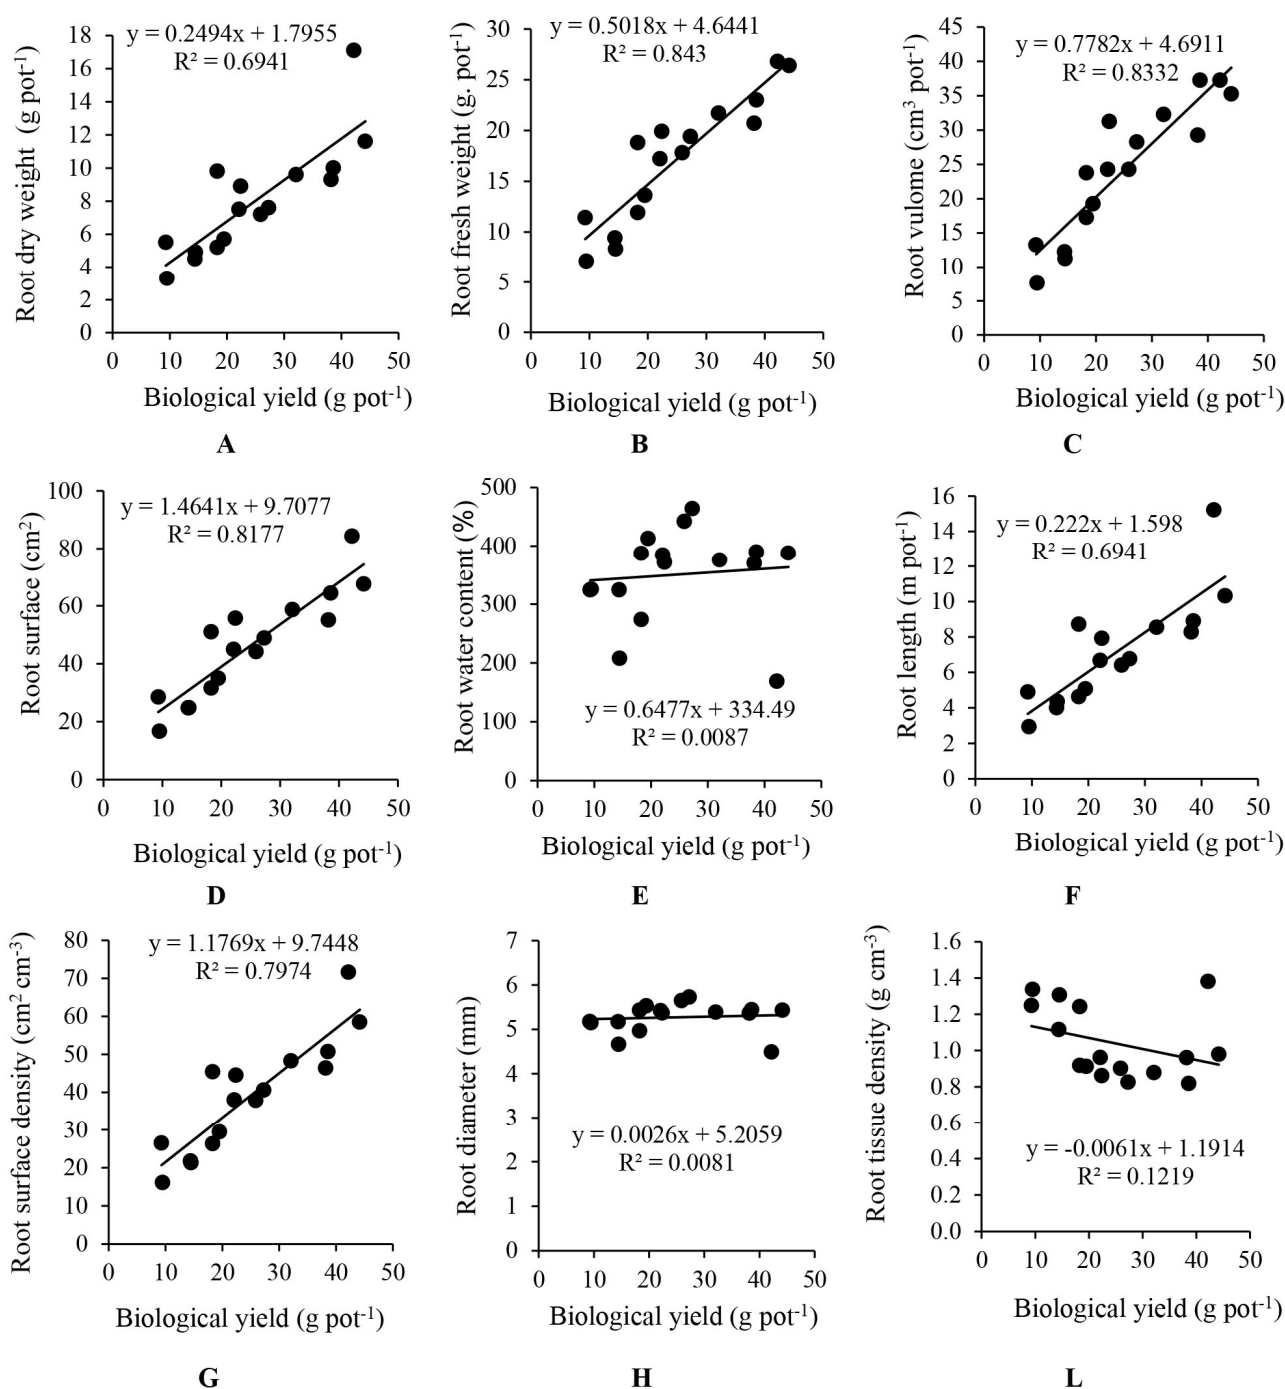 y = 0.2494x + 1.7955
R² = 0.6941
Root dry weight (g pot-1)
18
16
14
12
10
8
6
4
2
0
0 10 20 30 40 50
Biological yield (g pot-1)
A
y = 0.5018x + 4.6441
R² = 0.843
Root fresh weight (g. pot-1)
30
25
20
15
10
5
0
0 10 20 30 40 50
Biological yield (g pot-1)
B
y = 0.7782x + 4.6911
R² = 0.8332
Root vulome (cm3 pot-1)
45
40
35
30
25
20
15
10
5
0
0 10 20 30 40 50
Biological yield (g pot-1)
C
y = 1.4641x + 9.7077
R² = 0.8177
Root surface (cm2)
100
80
60
40
20
0
0 10 20 30 40 50
Biological yield (g pot-1)
D
Root water content (%)
500
400
300
200
100
0
y = 0.6477x + 334.49
R² = 0.0087
0 10 20 30 40 50
Biological yield (g pot-1)
E
y = 0.222x + 1.598
R² = 0.6941
Root length (m pot-1)
16
14
12
10
8
6
4
2
0
0 10 20 30 40 50
Biological yield (g pot-1)
F
y = 1.1769x + 9.7448
R² = 0.7974
Root surface density (cm2 cm-3)
80
70
60
50
40
30
20
10
0
0 10 20 30 40 50
Biological yield (g pot-1)
G
Root diameter (mm)
7
6
5
4
3
2
1
0
y = 0.0026x + 5.2059
R² = 0.0081
0 10 20 30 40 50
Biological yield (g pot-1)
H
Root tissue density (g cm-3)
1.6
1.4
1.2
1.0
0.8
0.6
0.4
0.2
0.0
y = -0.0061x + 1.1914
R² = 0.1219
0 10 20 30 40 50
Biological yield (g pot-1)
L